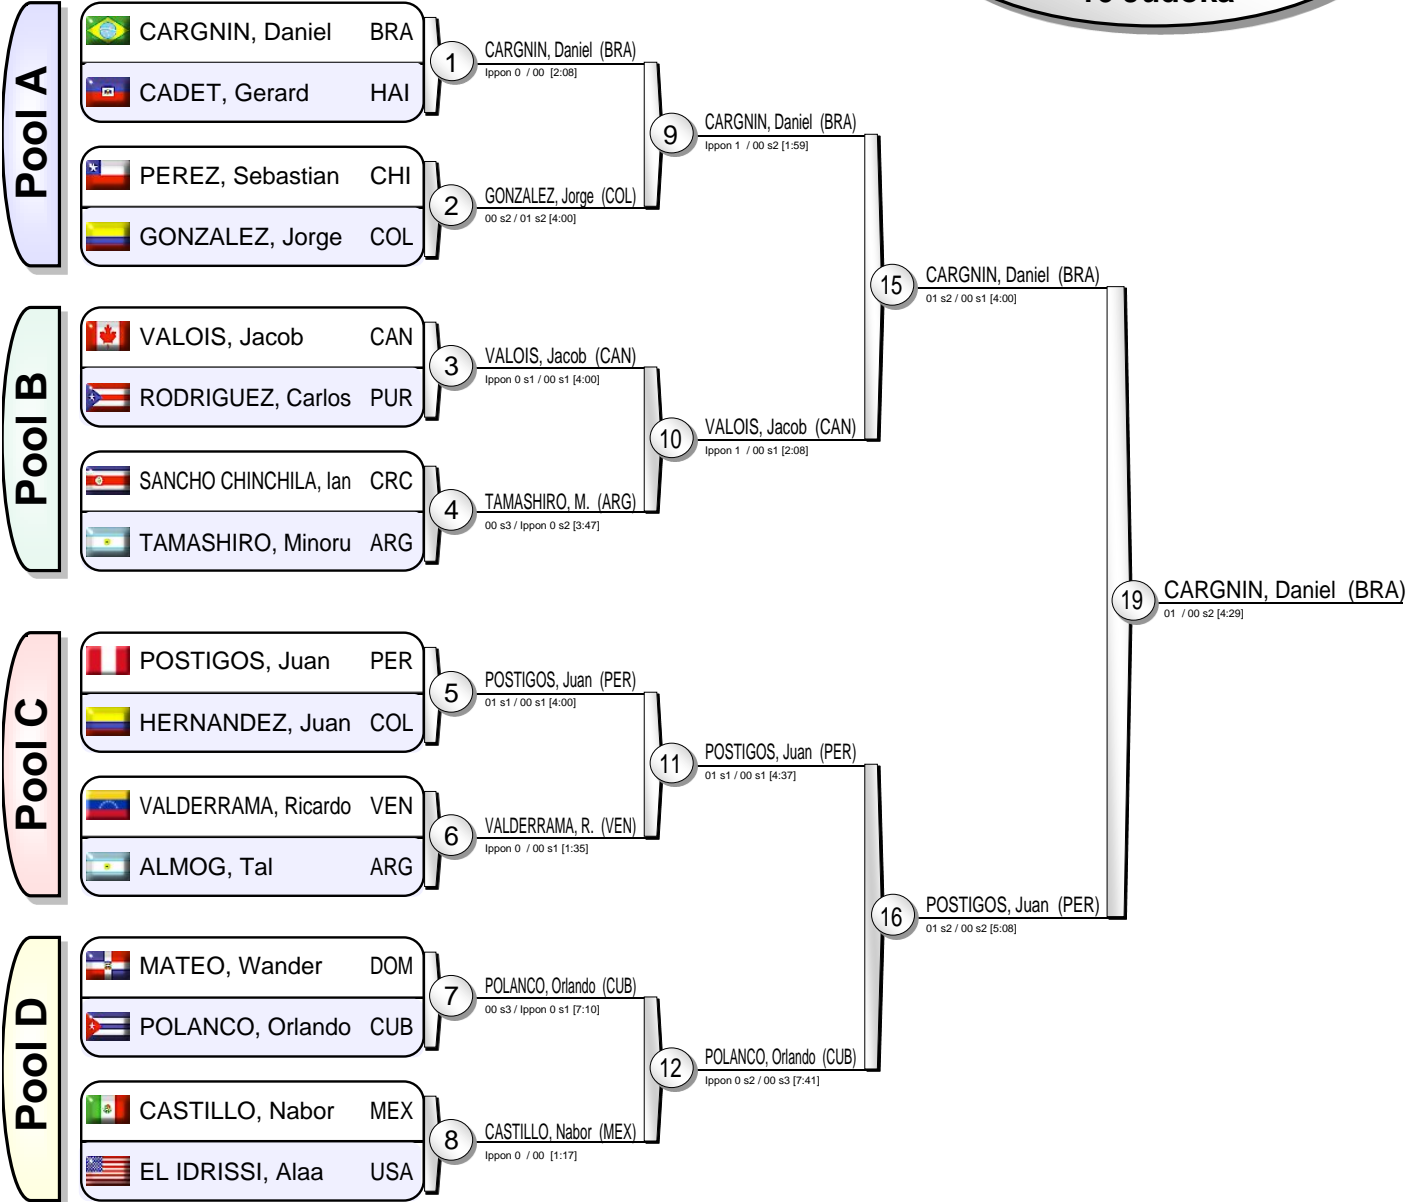 Pool A
CARGNIN, Daniel BRA
CADET, Gerard HAI
PEREZ, Sebastian CHI
GONZALEZ, Jorge COL
1
CARGNIN, Daniel (BRA)
Ippon 0 / 00 [2:08]
2
GONZALEZ, Jorge (COL)
00 s2 / 01 s2 [4:00]
9
CARGNIN, Daniel (BRA)
Ippon 1 / 00 s2 [1:59]
Pool B
VALOIS, Jacob CAN
RODRIGUEZ, Carlos PUR
SANCHO CHINCHILA, Ian CRC
TAMASHIRO, Minoru ARG
3
VALOIS, Jacob (CAN)
Ippon 0 s1 / 00 s1 [4:00]
4
TAMASHIRO, M. (ARG)
00 s3 / Ippon 0 s2 [3:47]
10
VALOIS, Jacob (CAN)
Ippon 1 / 00 s1 [2:08]
15
CARGNIN, Daniel (BRA)
01 s2 / 00 s1 [4:00]
Pool C
POSTIGOS, Juan PER
HERNANDEZ, Juan COL
VALDERRAMA, Ricardo VEN
ALMOG, Tal ARG
5
POSTIGOS, Juan (PER)
01 s1 / 00 s1 [4:00]
6
VALDERRAMA, R. (VEN)
Ippon 0 / 00 s1 [1:35]
11
POSTIGOS, Juan (PER)
01 s1 / 00 s1 [4:37]
Pool D
MATEO, Wander DOM
POLANCO, Orlando CUB
CASTILLO, Nabor MEX
EL IDRISSI, Alaa USA
7
POLANCO, Orlando (CUB)
00 s3 / Ippon 0 s1 [7:10]
8
CASTILLO, Nabor (MEX)
Ippon 0 / 00 [1:17]
12
POLANCO, Orlando (CUB)
Ippon 0 s2 / 00 s3 [7:41]
16
POSTIGOS, Juan (PER)
01 s2 / 00 s2 [5:08]
19
CARGNIN, Daniel (BRA)
01 / 00 s2 [4:29]